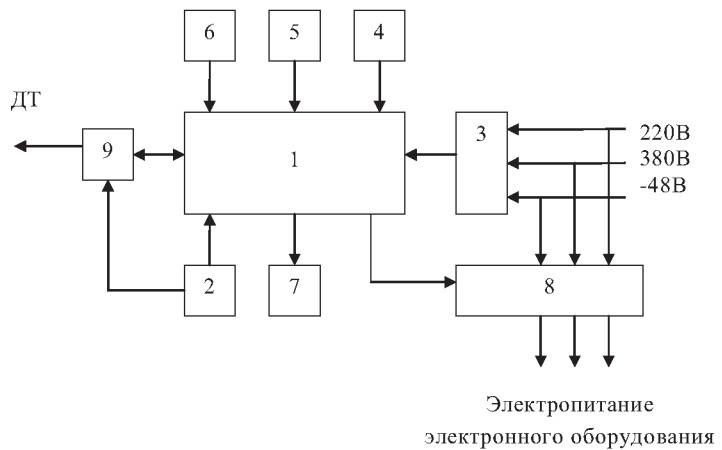 6
5
4
ДТ
9
1
3
220В
380В
-48В
2
7
8
Электропитание
электронного оборудования